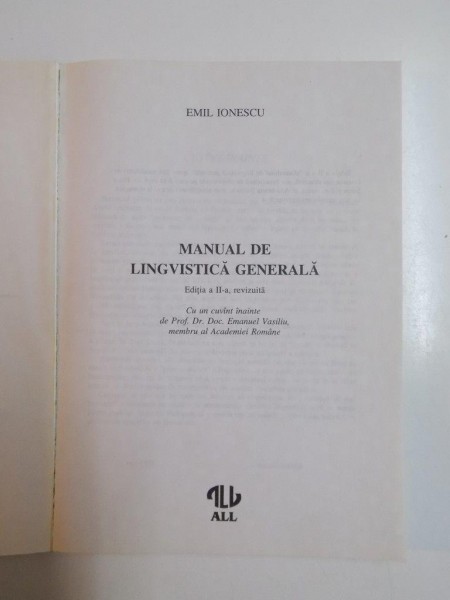 EMIL IONESCU
MANUAL DE
LINGVISTICĂ GENERALĂ
Ediția a II-a, revizuită
Cu un cuvînt înainte
de Prof. Dr. Doc. Emanuel Vasiliu,
membru al Academiei Române
ALL
ALL